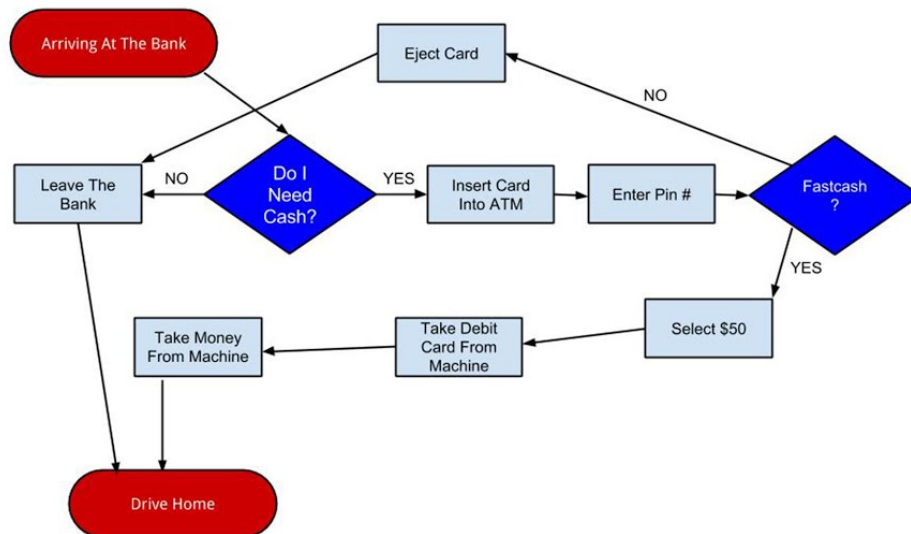 Arriving At The Bank
Eject Card
NO
Leave The
Bank
NO
Do I
Need
Cash?
YES
Insert Card
Into ATM
Enter Pin #
Fastcash
?
YES
Select $50
Take Debit
Card From
Machine
Take Money
From Machine
Drive Home